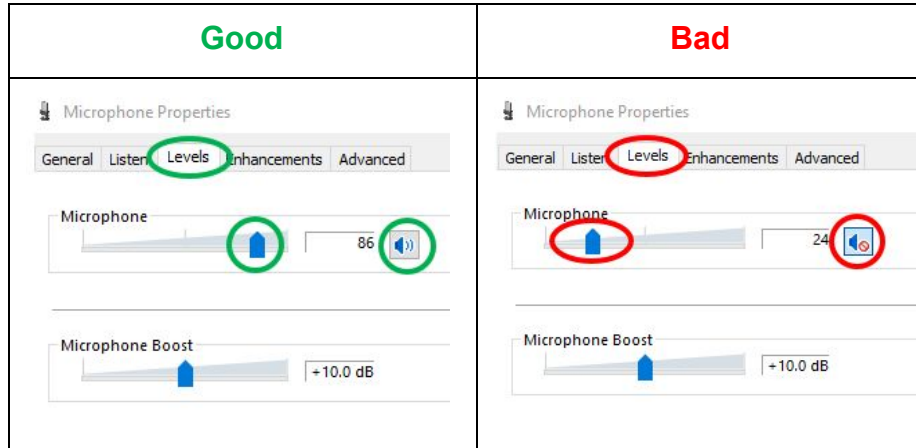 Good
Microphone Properties
General Listen Levels Enhancements Advanced
Microphone
86
Microphone Boost
+10.0 dB
Bad
Microphone Properties
General Listen Levels Enhancements Advanced
Microphone
24
Microphone Boost
+10.0 dB